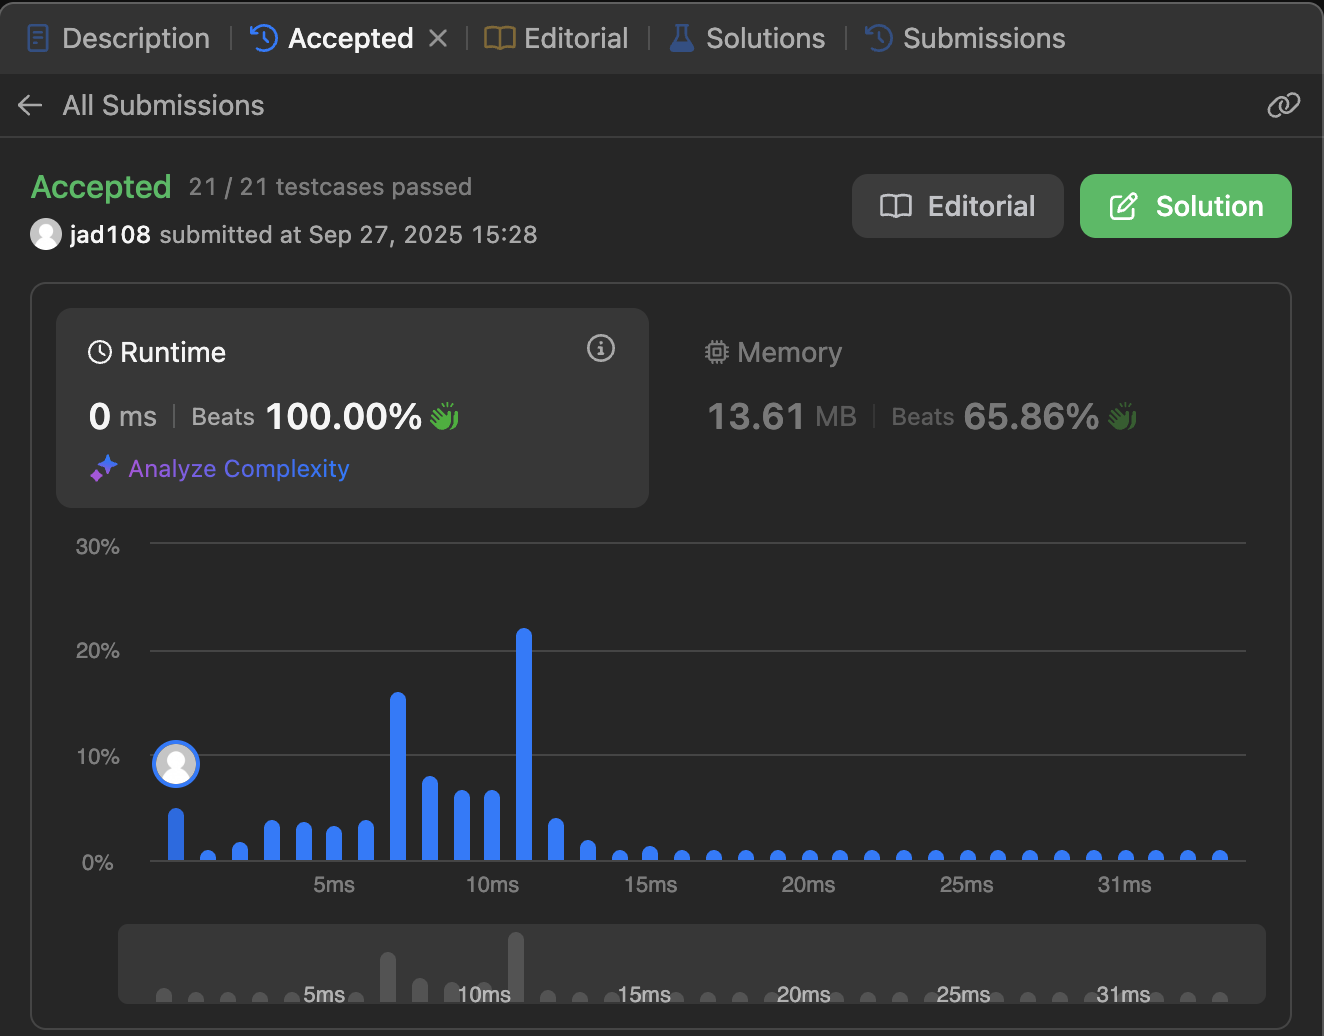 Description Accepted Editorial Solutions Submissions
All Submissions
Accepted 21 / 21 testcases passed
jad108 submitted at Sep 27, 2025 15:28
Editorial
Solution
Runtime
0 ms Beats 100.00%
Analyze Complexity
Memory
13.61 MB Beats 65.86%
30%
20%
10%
0%
5ms 10ms 15ms 20ms 25ms 31ms
5ms 10ms 15ms 20ms 25ms 31ms